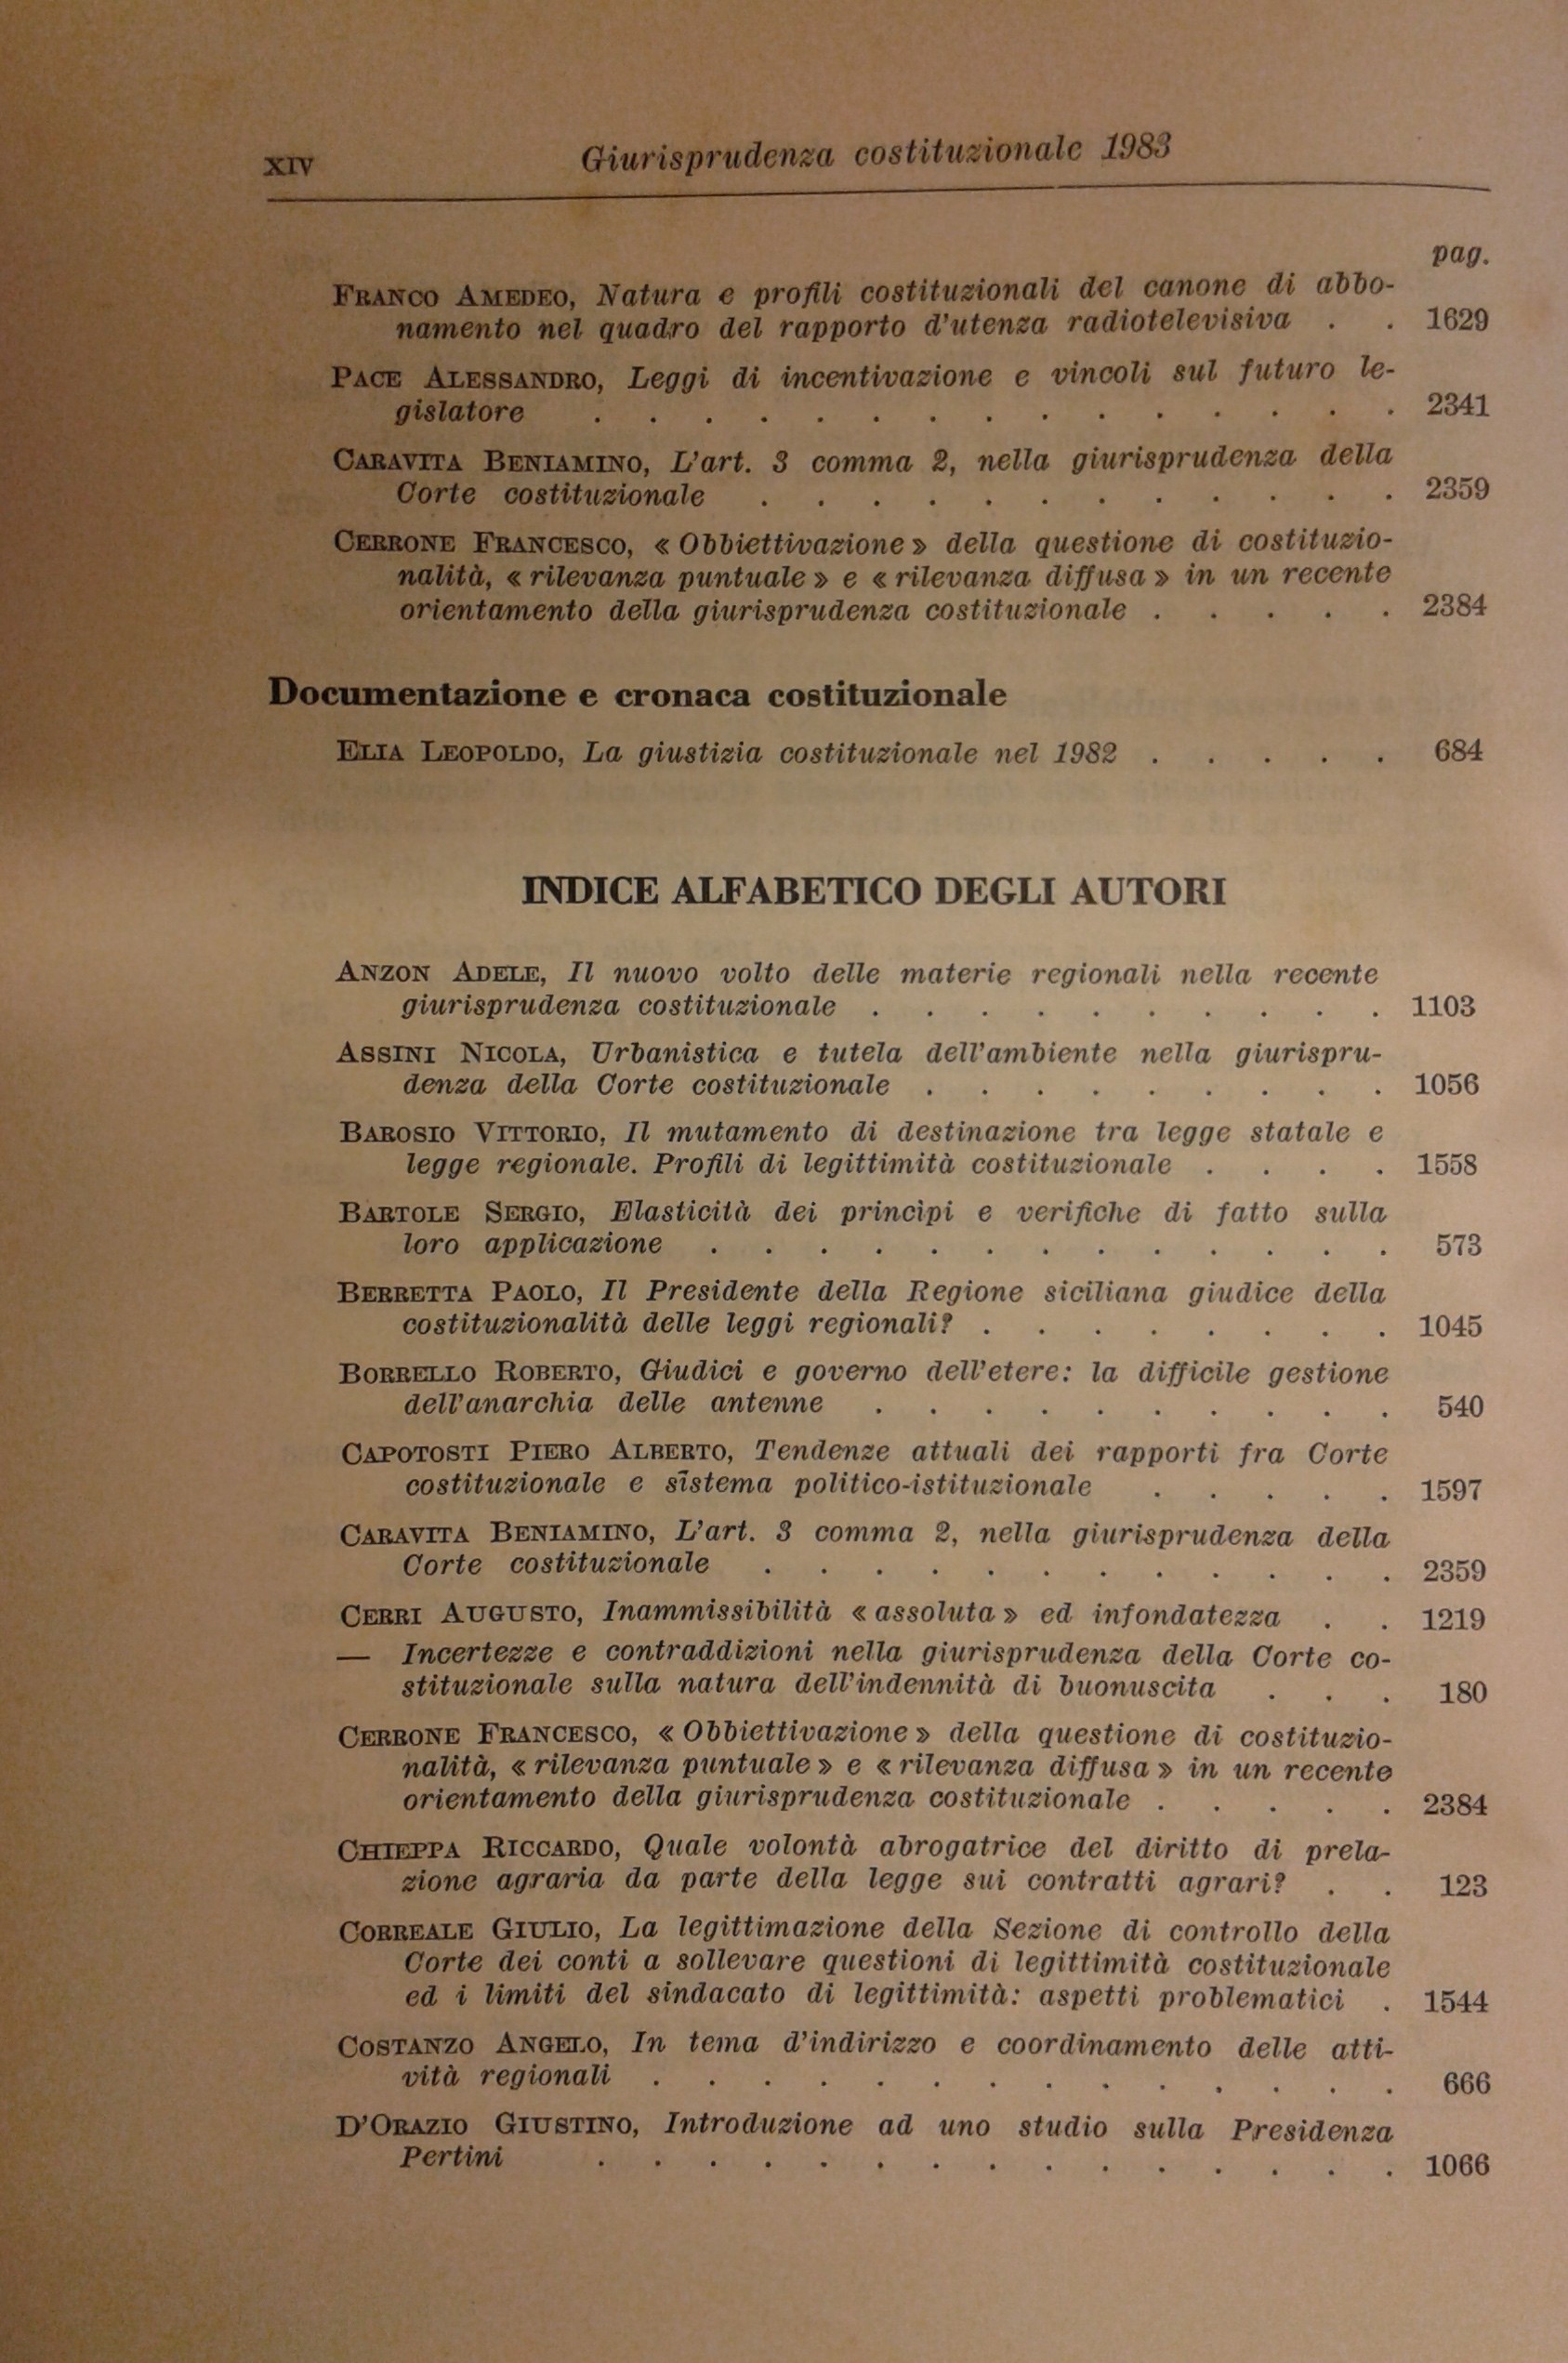 XIV Giurisprudenza costituzionale 1983
pag.
FRANCO AMEDEO, Natura e profili costituzionali del canone di abbo-
namento nel quadro del rapporto d'utenza radiotelevisiva . . 1629
PACE ALESSANDRO, Leggi di incentivazione e vincoli sul futuro le-
gislatore . . . . . . . . . . . . . . . 2341
CARAVITA BENIAMINO, L'art. 3 comma 2, nella giurisprudenza della
Corte costituzionale . . . . . . . . . . . . 2359
CERRONE FRANCESCO, « Obbiettivazione » della questione di costituzio-
nalità, « rilevanza puntuale » e « rilevanza diffusa » in un recente
orientamento della giurisprudenza costituzionale . . . . . 2384
Documentazione e cronaca costituzionale
ELIA LEOPOLDO, La giustizia costituzionale nel 1982 . . . . . 684
INDICE ALFABETICO DEGLI AUTORI
ANZON ADELE, Il nuovo volto delle materie regionali nella recente
giurisprudenza costituzionale . . . . . . . . . . 1103
ASSINI NICOLA, Urbanistica e tutela dell'ambiente nella giurispru-
denza della Corte costituzionale . . . . . . . . . 1056
BAROSIO VITTORIO, Il mutamento di destinazione tra legge statale e
legge regionale. Profili di legittimità costituzionale . . . . 1558
BARTOLE SERGIO, Elasticità dei princìpi e verifiche di fatto sulla
loro applicazione . . . . . . . . . . . . . 573
BERRETTA PAOLO, Il Presidente della Regione siciliana giudice della
costituzionalità delle leggi regionali? . . . . . . . . 1045
BORRELLO ROBERTO, Giudici e governo dell'etere: la difficile gestione
dell'anarchia delle antenne . . . . . . . . . . 540
CAPOTOSTI PIERO ALBERTO, Tendenze attuali dei rapporti fra Corte
costituzionale e sistema politico-istituzionale . . . . . 1597
CARAVITA BENIAMINO, L'art. 3 comma 2, nella giurisprudenza della
Corte costituzionale . . . . . . . . . . . . 2359
CERRI AUGUSTO, Inammissibilità « assoluta » ed infondatezza . . 1219
— Incertezze e contraddizioni nella giurisprudenza della Corte co-
stituzionale sulla natura dell'indennità di buonuscita . . . 180
CERRONE FRANCESCO, « Obbiettivazione » della questione di costituzio-
nalità, « rilevanza puntuale » e « rilevanza diffusa » in un recente
orientamento della giurisprudenza costituzionale . . . . . 2384
CHIEPPA RICCARDO, Quale volontà abrogatrice del diritto di prela-
zione agraria da parte della legge sui contratti agrari? . . 123
CORREALE GIULIO, La legittimazione della Sezione di controllo della
Corte dei conti a sollevare questioni di legittimità costituzionale
ed i limiti del sindacato di legittimità: aspetti problematici . 1544
COSTANZO ANGELO, In tema d'indirizzo e coordinamento delle atti-
vità regionali . . . . . . . . . . . . . . 666
D'ORAZIO GIUSTINO, Introduzione ad uno studio sulla Presidenza
Pertini . . . . . . . . . . . . . . . 1066